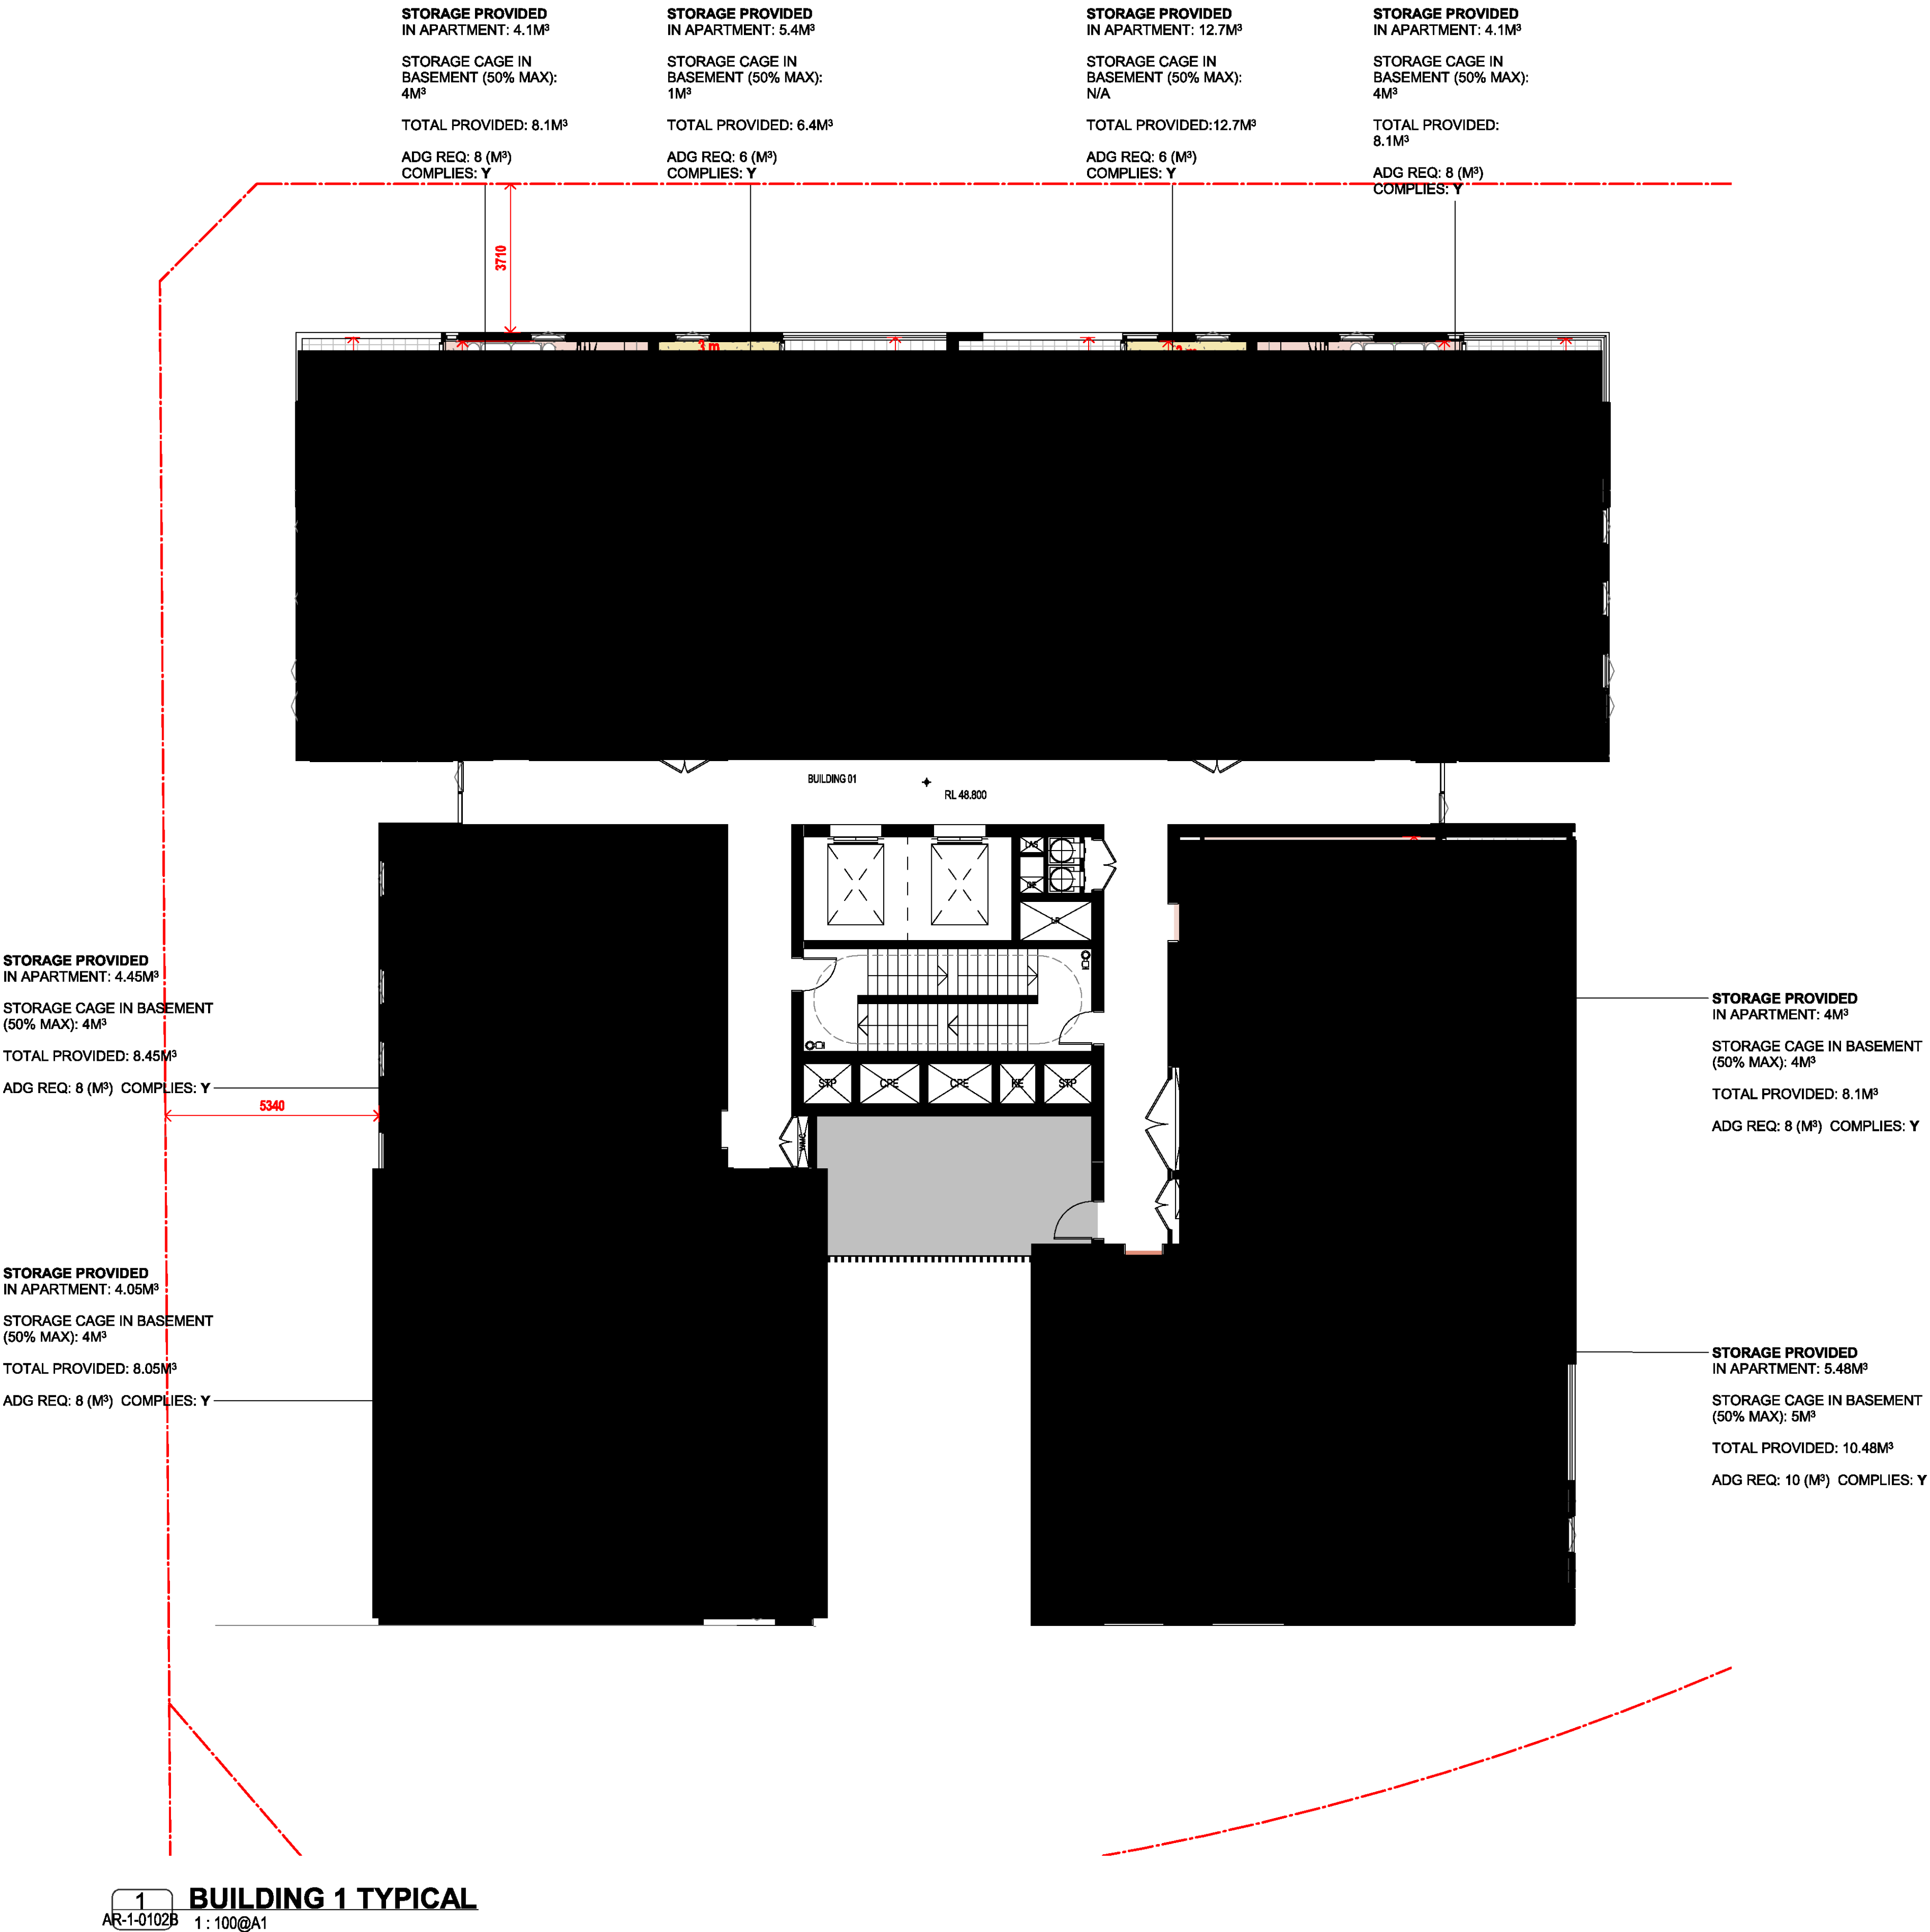 STORAGE PROVIDED
IN APARTMENT: 4.1M³
STORAGE CAGE IN
BASEMENT (50% MAX):
4M³
TOTAL PROVIDED: 8.1M³
ADG REQ: 8 (M³)
COMPLIES: Y
STORAGE PROVIDED
IN APARTMENT: 5.4M³
STORAGE CAGE IN
BASEMENT (50% MAX):
1M³
TOTAL PROVIDED: 6.4M³
ADG REQ: 6 (M³)
COMPLIES: Y
STORAGE PROVIDED
IN APARTMENT: 12.7M³
STORAGE CAGE IN
BASEMENT (50% MAX):
N/A
TOTAL PROVIDED:12.7M³
ADG REQ: 6 (M³)
COMPLIES: Y
STORAGE PROVIDED
IN APARTMENT: 4.1M³
STORAGE CAGE IN
BASEMENT (50% MAX):
4M³
TOTAL PROVIDED:
8.1M³
ADG REQ: 8 (M³)
COMPLIES: Y
3710
3 m
BUILDING 01
RL 48.800
LR
STP
CPE
CPE
KE
STP
WMC
STORAGE PROVIDED
IN APARTMENT: 4.45M³
STORAGE CAGE IN BASEMENT
(50% MAX): 4M³
TOTAL PROVIDED: 8.45M³
ADG REQ: 8 (M³) COMPLIES: Y
5340
STORAGE PROVIDED
IN APARTMENT: 4.05M³
STORAGE CAGE IN BASEMENT
(50% MAX): 4M³
TOTAL PROVIDED: 8.05M³
ADG REQ: 8 (M³) COMPLIES: Y
STORAGE PROVIDED
IN APARTMENT: 4M³
STORAGE CAGE IN BASEMENT
(50% MAX): 4M³
TOTAL PROVIDED: 8.1M³
ADG REQ: 8 (M³) COMPLIES: Y
STORAGE PROVIDED
IN APARTMENT: 5.48M³
STORAGE CAGE IN BASEMENT
(50% MAX): 5M³
TOTAL PROVIDED: 10.48M³
ADG REQ: 10 (M³) COMPLIES: Y
1
BUILDING 1 TYPICAL
AR-1-0102B
1 : 100@A1